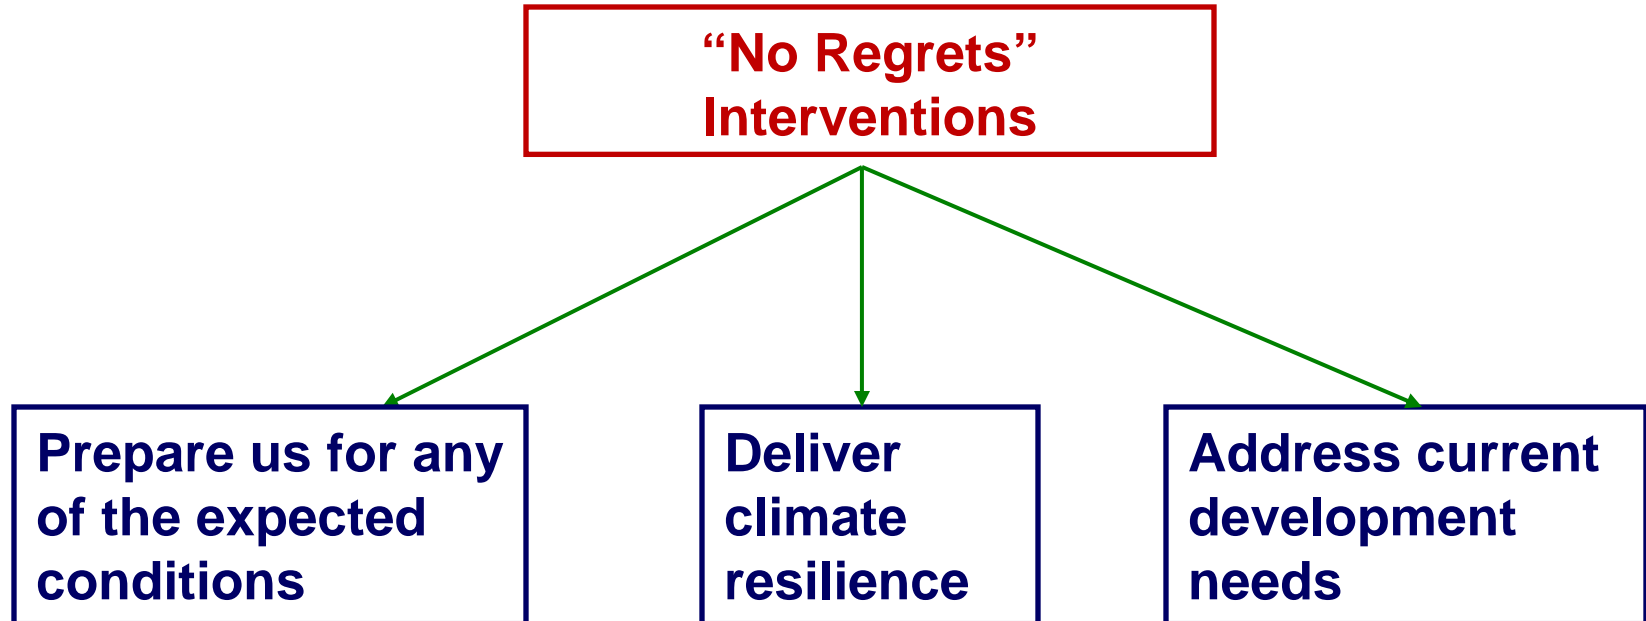 “No Regrets”
Interventions
Prepare us for any
of the expected
conditions
Deliver
climate
resilience
Address current
development
needs